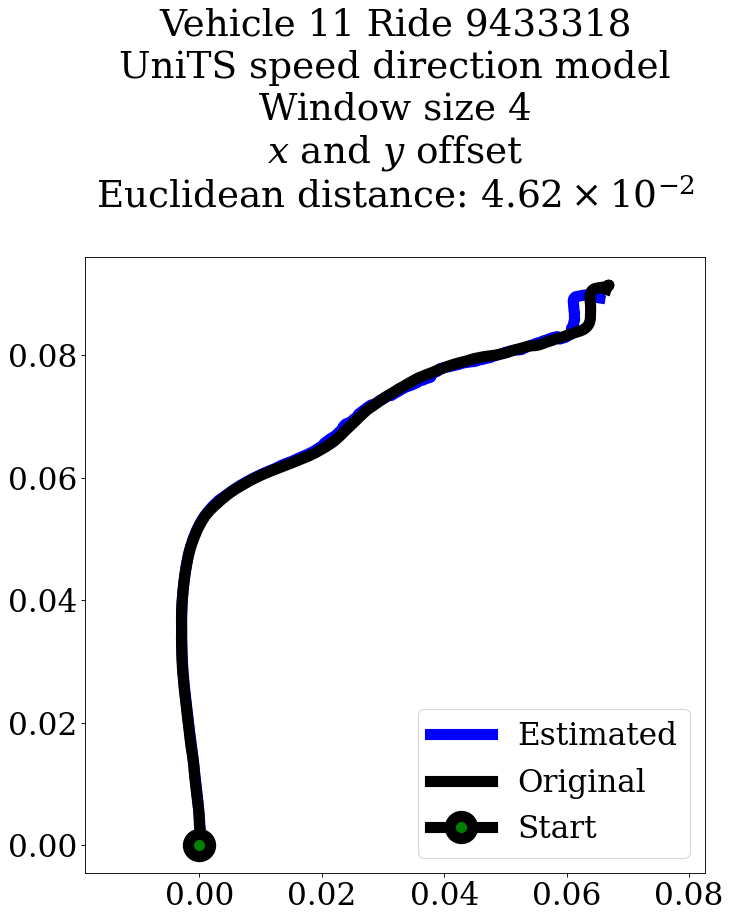 Vehicle 11 Ride 9433318
UniTS speed direction model
Window size 4
x and y offset
Euclidean distance: 4.62 × 10⁻²
0.08
0.06
0.04
0.02
0.00
Estimated
Original
Start
0.00 0.02 0.04 0.06 0.08